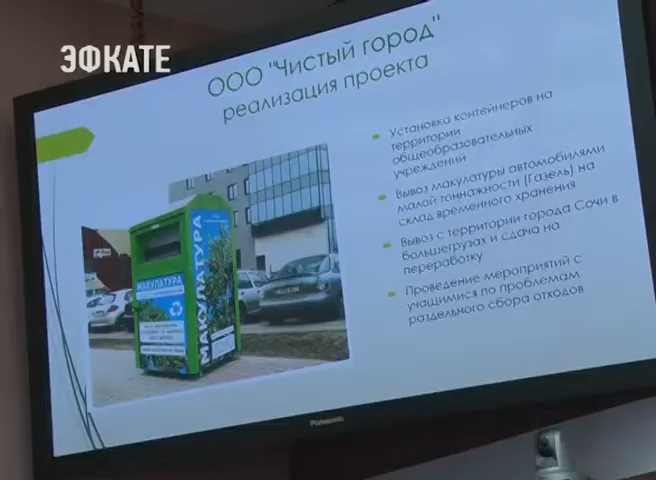 ЭФКАТЕ
ООО "Чистый город"
реализация проекта
Установка контейнеров на
территории
общеобразовательных
учреждений
Вывоз макулатуры автомобилями
малой тоннажности (Газель) на
склад временного хранения
Вывоз с территории города Сочи в
большегрузах и сдача на
переработку
Проведение мероприятий с
учащимися по проблемам
раздельного сбора отходов
МАКУЛАТУРА
МАКУЛАТУРА
Panasonic